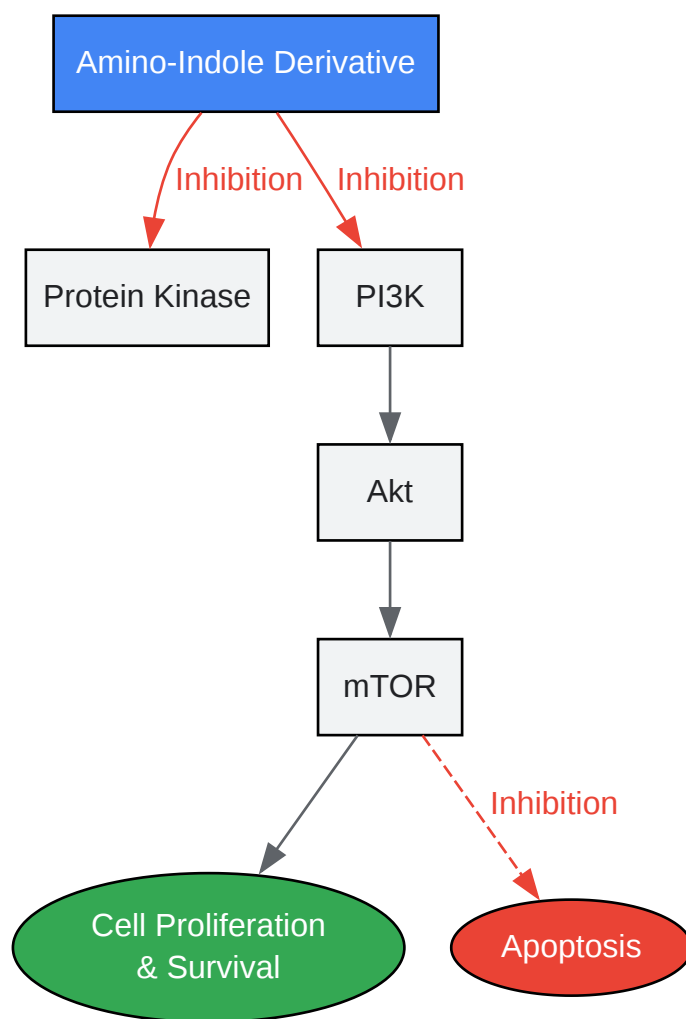 Amino-Indole Derivative
Inhibition
Inhibition
Protein Kinase
PI3K
Akt
mTOR
Inhibition
Cell Proliferation
& Survival
Apoptosis